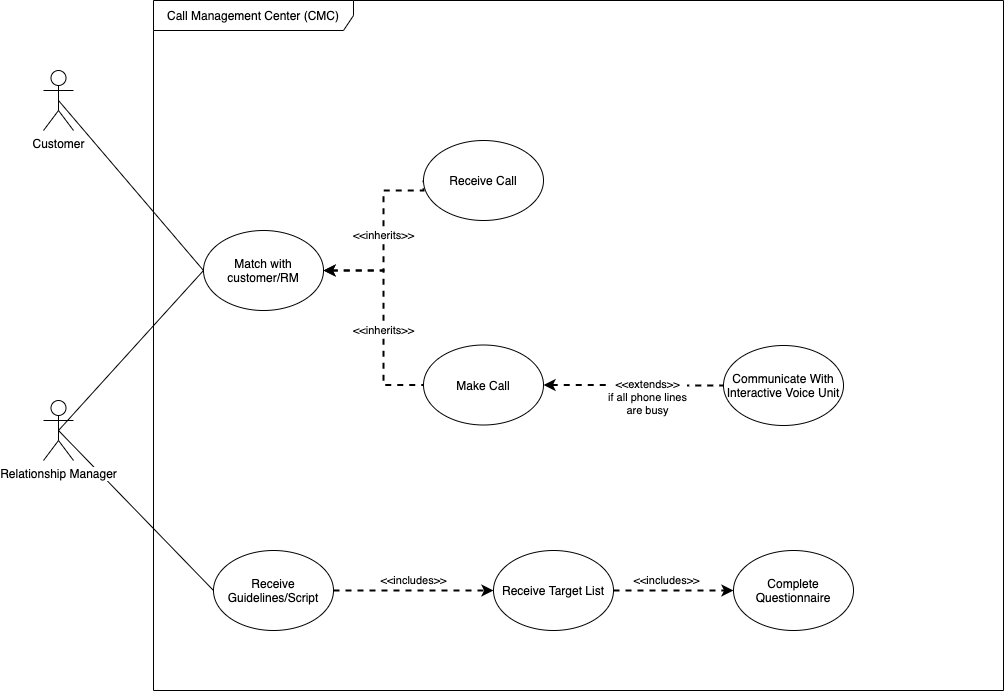 Call Management Center (CMC)
Customer
Receive Call
<<inherits>>
Match with
customer/RM
<<inherits>>
Make Call
<<extends>>
if all phone lines
are busy
Communicate With
Interactive Voice Unit
Relationship Manager
Receive
Guidelines/Script
<<includes>>
Receive Target List
<<includes>>
Complete
Questionnaire